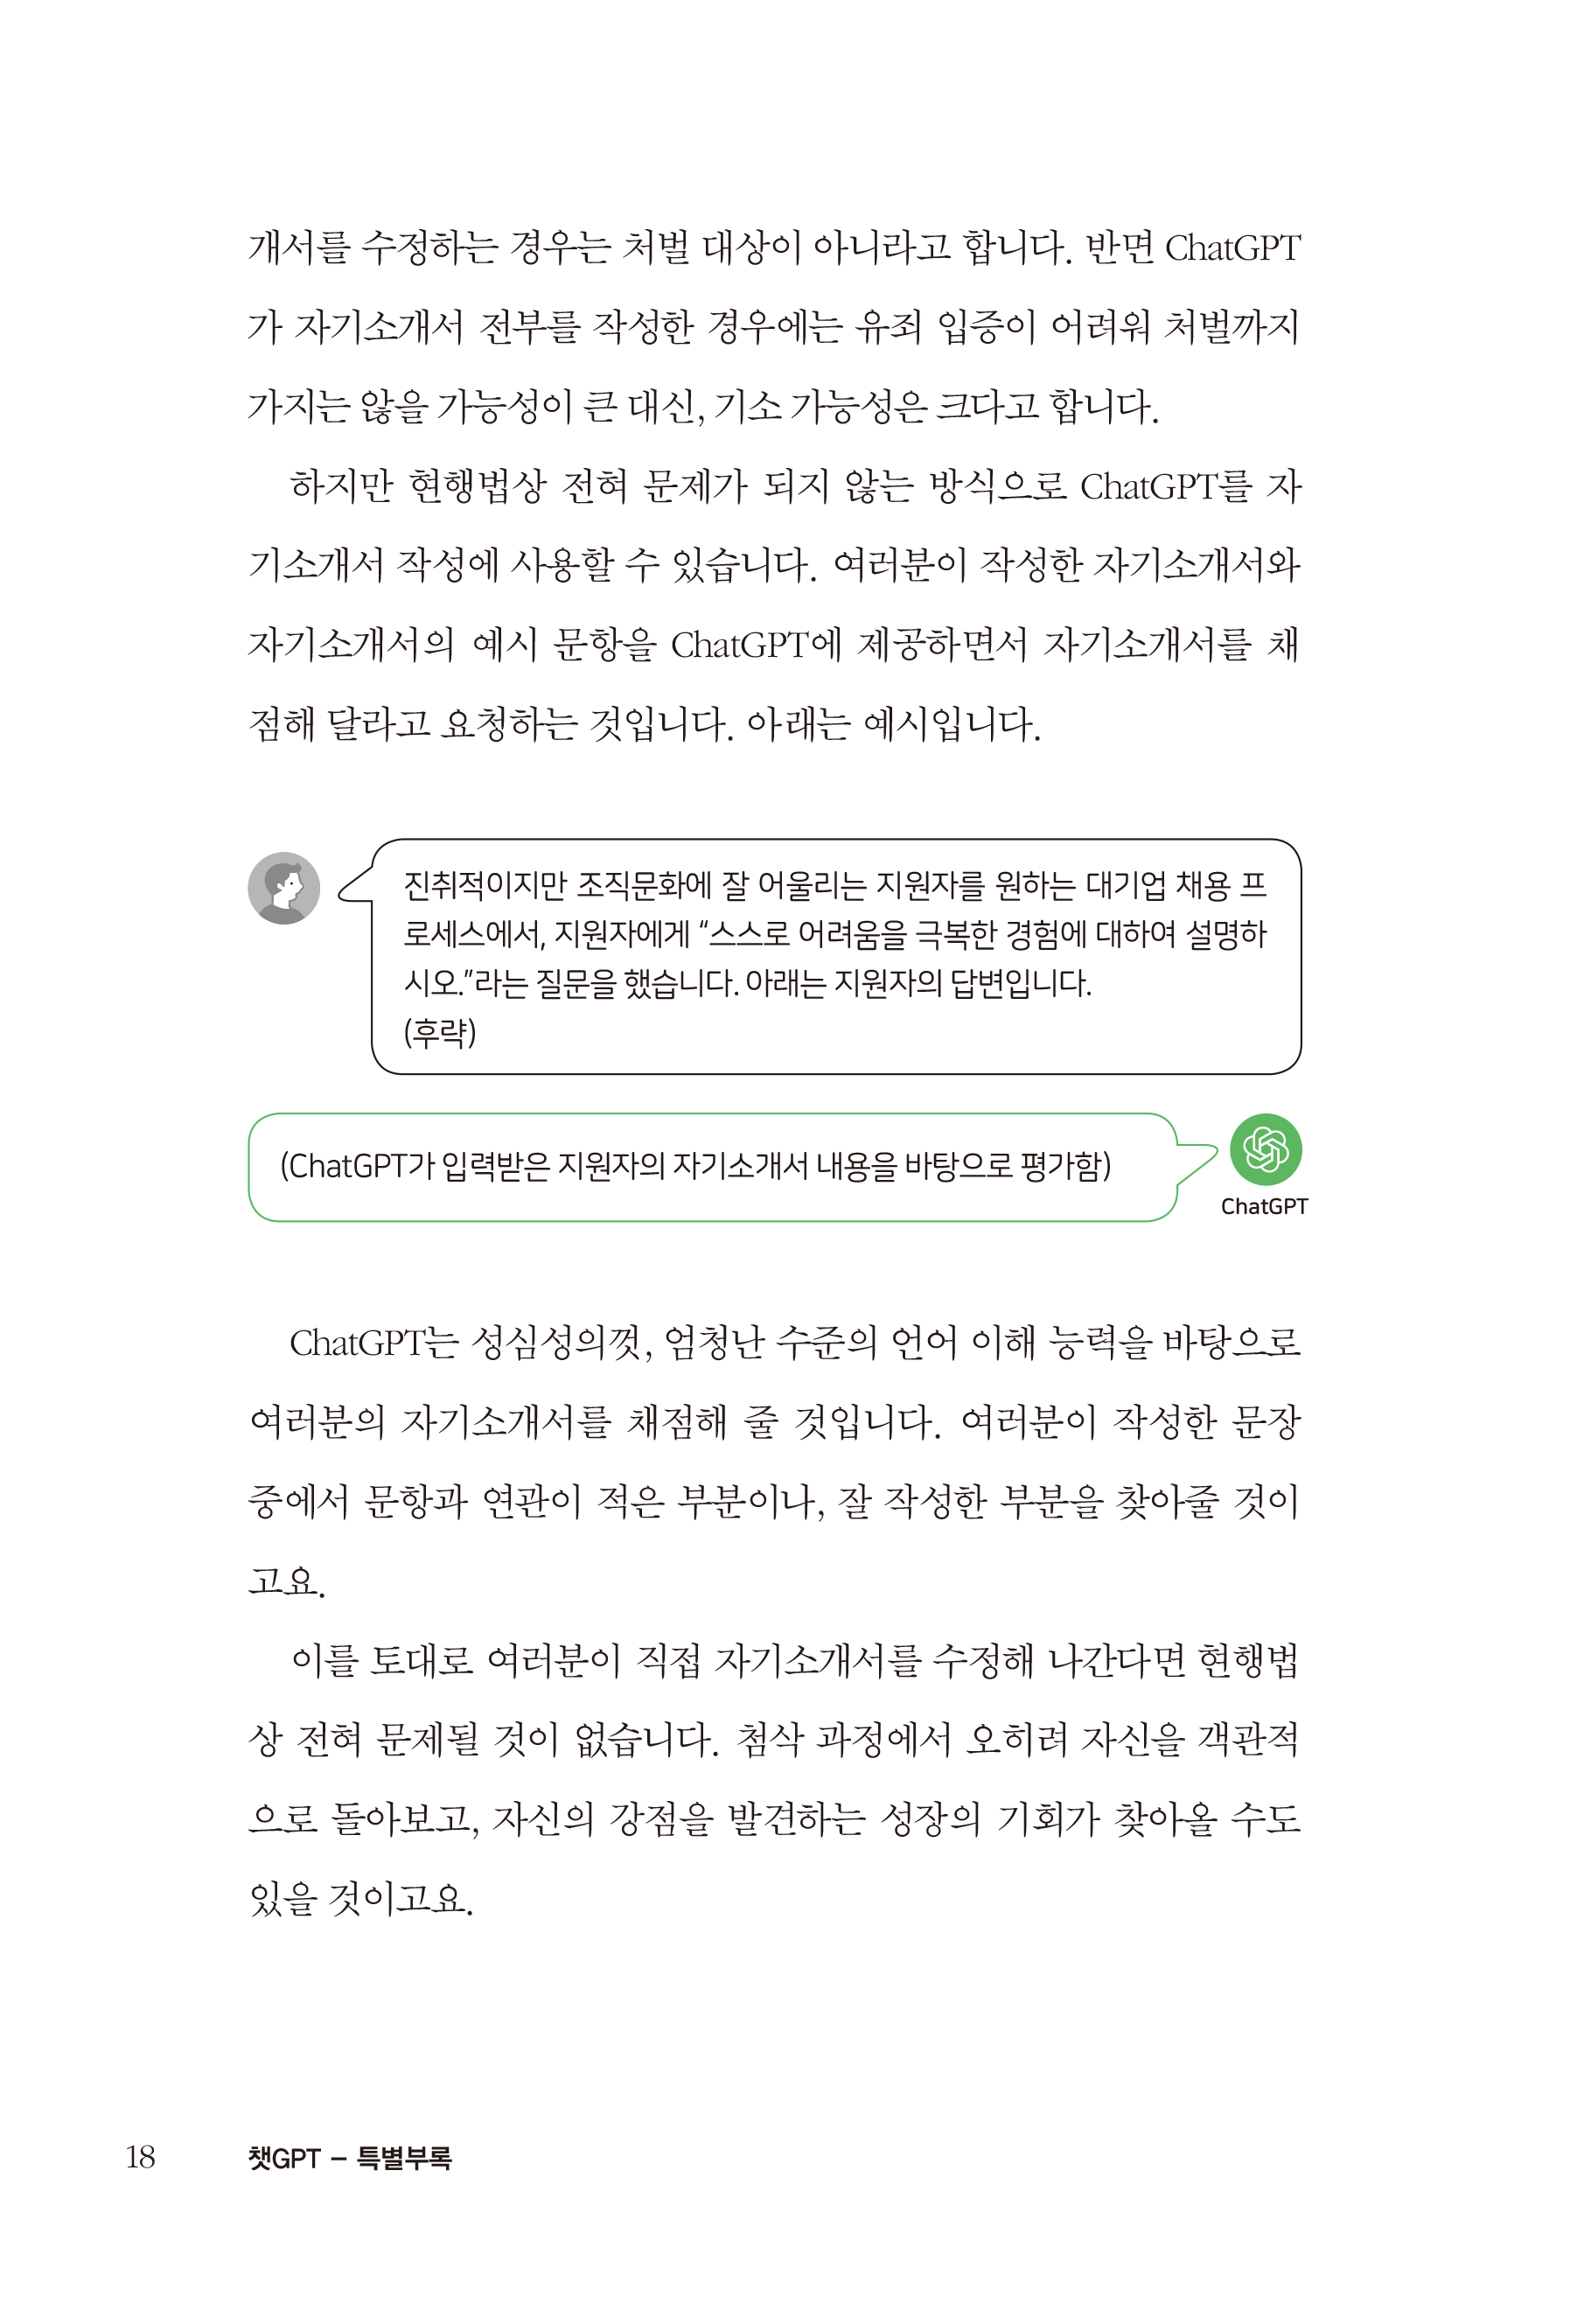 개서를 수정하는 경우는 처벌 대상이 아니라고 합니다. 반면 ChatGPT
가 자기소개서 전부를 작성한 경우에는 유죄 입증이 어려워 처벌까지
가지는 않을 가능성이 큰 대신, 기소 가능성은 크다고 합니다.
하지만 현행법상 전혀 문제가 되지 않는 방식으로 ChatGPT를 자
기소개서 작성에 사용할 수 있습니다. 여러분이 작성한 자기소개서와
자기소개서의 예시 문항을 ChatGPT에 제공하면서 자기소개서를 채
점해 달라고 요청하는 것입니다. 아래는 예시입니다.
진취적이지만 조직문화에 잘 어울리는 지원자를 원하는 대기업 채용 프
로세스에서, 지원자에게 “스스로 어려움을 극복한 경험에 대하여 설명하
시오.”라는 질문을 했습니다. 아래는 지원자의 답변입니다.
(후략)
(ChatGPT가 입력받은 지원자의 자기소개서 내용을 바탕으로 평가함)
ChatGPT
ChatGPT는 성심성의껏, 엄청난 수준의 언어 이해 능력을 바탕으로
여러분의 자기소개서를 채점해 줄 것입니다. 여러분이 작성한 문장
중에서 문항과 연관이 적은 부분이나, 잘 작성한 부분을 찾아줄 것이
고요.
이를 토대로 여러분이 직접 자기소개서를 수정해 나간다면 현행법
상 전혀 문제될 것이 없습니다. 첨삭 과정에서 오히려 자신을 객관적
으로 돌아보고, 자신의 강점을 발견하는 성장의 기회가 찾아올 수도
있을 것이고요.
18 챗GPT – 특별부록